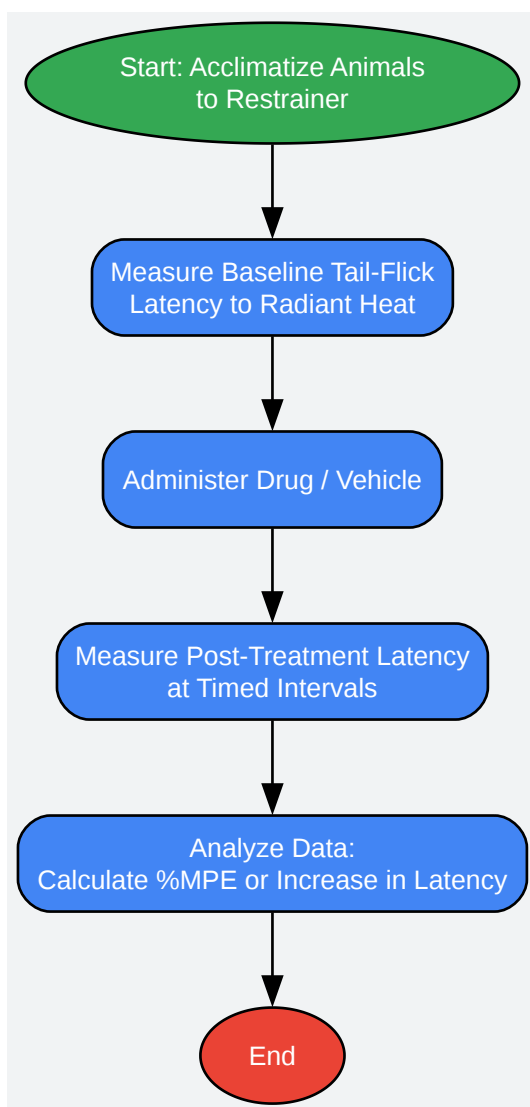 Start: Acclimatize Animals
to Restrainer
Measure Baseline Tail-Flick
Latency to Radiant Heat
Administer Drug / Vehicle
Measure Post-Treatment Latency
at Timed Intervals
Analyze Data:
Calculate %MPE or Increase in Latency
End